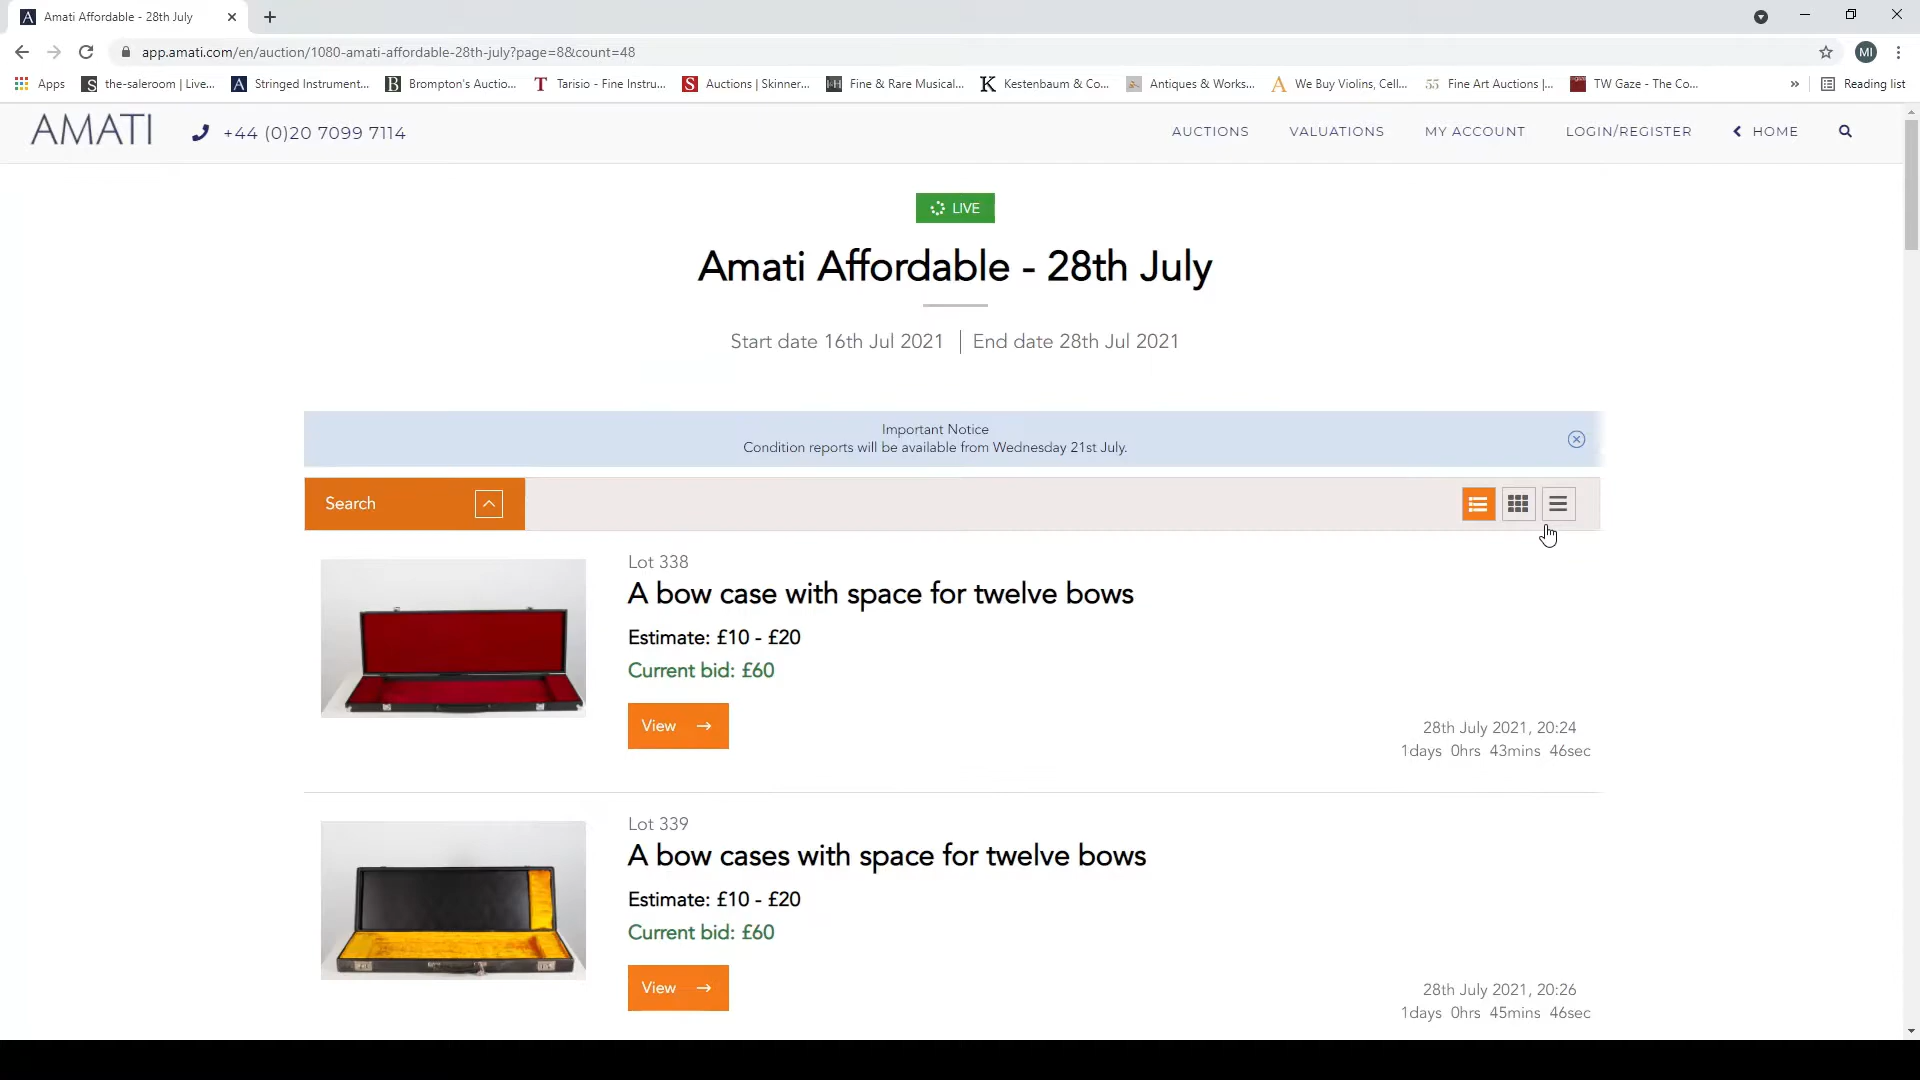 Amati Affordable - 28th July
app.amati.com/en/auction/1080-amati-affordable-28th-july?page=8&count=48
MI
Apps
the-saleroom | Live...
Stringed Instrument...
Brompton's Auctio...
Tarisio - Fine Instru...
Auctions | Skinner...
Fine & Rare Musical...
Kestenbaum & Co...
Antiques & Works...
We Buy Violins, Cell...
Fine Art Auctions |...
TW Gaze - The Co...
»
Reading list
AMATI
+44 (0)20 7099 7114
AUCTIONS
VALUATIONS
MY ACCOUNT
LOGIN/REGISTER
HOME
LIVE
Amati Affordable - 28th July
Start date 16th Jul 2021 | End date 28th Jul 2021
Important Notice
Condition reports will be available from Wednesday 21st July.
Search
Lot 338
A bow case with space for twelve bows
Estimate: £10 - £20
Current bid: £60
View →
28th July 2021, 20:24
1days 0hrs 43mins 46sec
Lot 339
A bow cases with space for twelve bows
Estimate: £10 - £20
Current bid: £60
View →
28th July 2021, 20:26
1days 0hrs 45mins 46sec